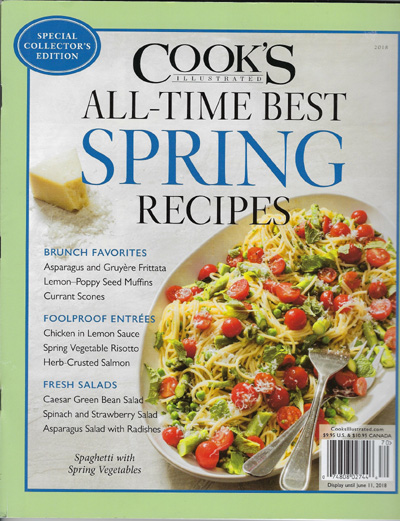 SPECIAL
COLLECTOR'S
EDITION
2018
COOK'S
ILLUSTRATED
ALL-TIME BEST
SPRING
RECIPES
BRUNCH FAVORITES
Asparagus and Gruyère Frittata
Lemon–Poppy Seed Muffins
Currant Scones
FOOLPROOF ENTRÉES
Chicken in Lemon Sauce
Spring Vegetable Risotto
Herb-Crusted Salmon
FRESH SALADS
Caesar Green Bean Salad
Spinach and Strawberry Salad
Asparagus Salad with Radishes
Spaghetti with
Spring Vegetables
CooksIllustrated.com
$9.95 U.S. & $10.95 CANADA
Display until June 11, 2018